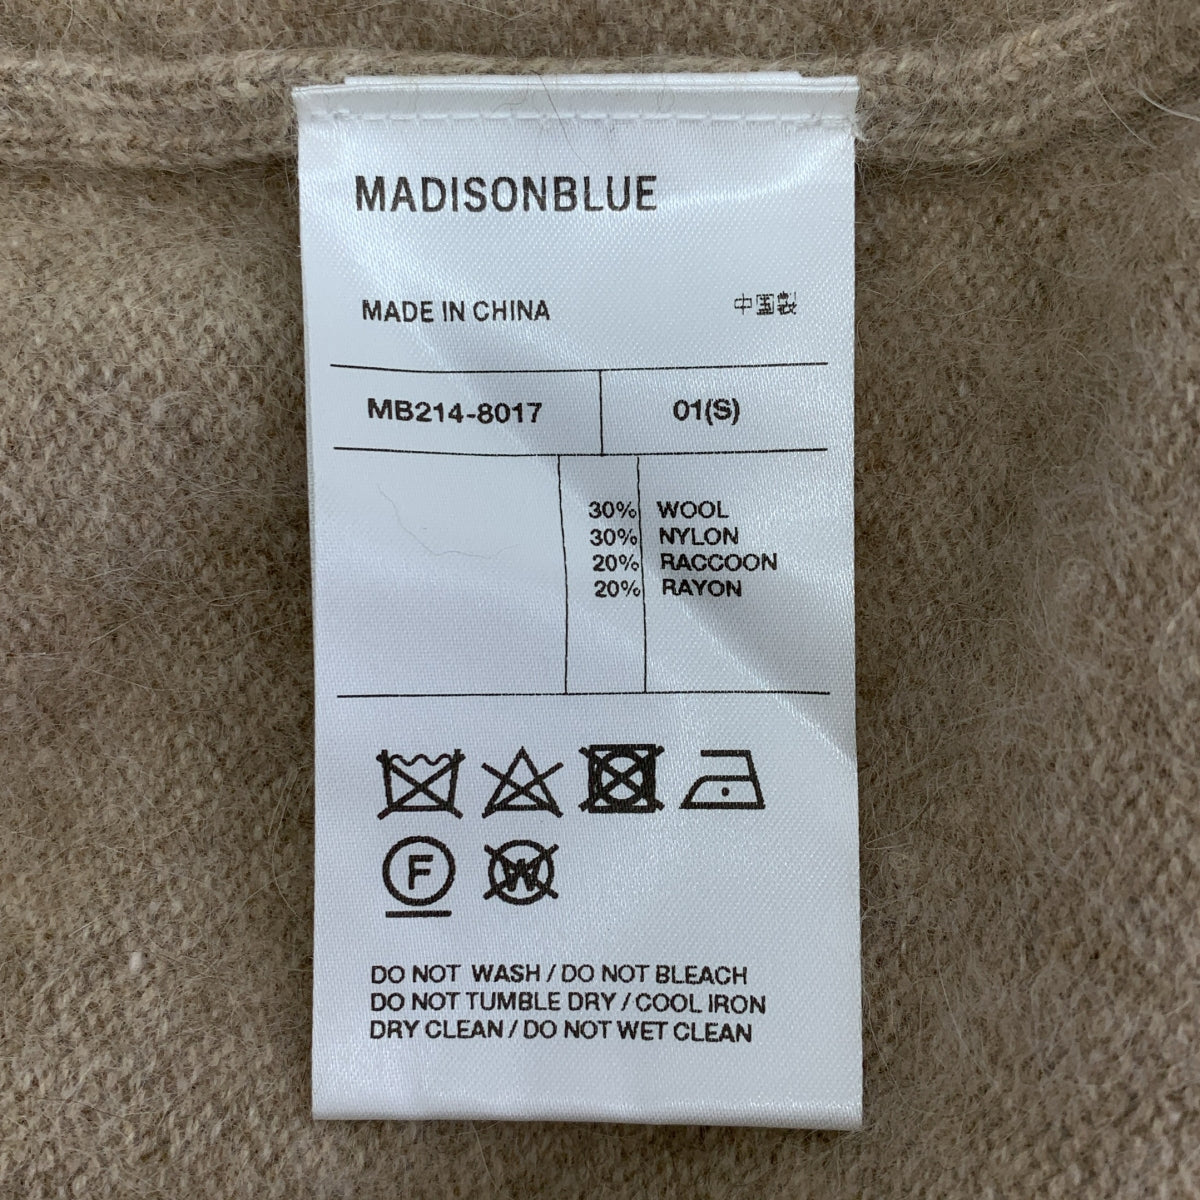 MADISONBLUE
MADE IN CHINA 中国製
MB214-8017 01(S)
30% WOOL
30% NYLON
20% RACCOON
20% RAYON
F W
DO NOT WASH / DO NOT BLEACH
DO NOT TUMBLE DRY / COOL IRON
DRY CLEAN / DO NOT WET CLEAN